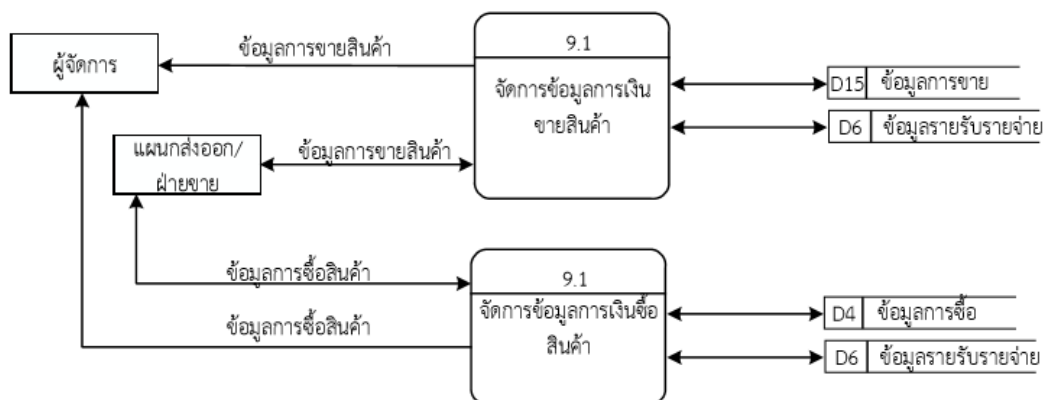 ผู้จัดการ
ข้อมูลการขายสินค้า
9.1
จัดการข้อมูลการเงิน
ขายสินค้า
D15 ข้อมูลการขาย
D6 ข้อมูลรายรับรายจ่าย
แผนกส่งออก/
ฝ่ายขาย
ข้อมูลการขายสินค้า
ข้อมูลการซื้อสินค้า
ข้อมูลการซื้อสินค้า
9.1
จัดการข้อมูลการเงินซื้อ
สินค้า
D4 ข้อมูลการซื้อ
D6 ข้อมูลรายรับรายจ่าย